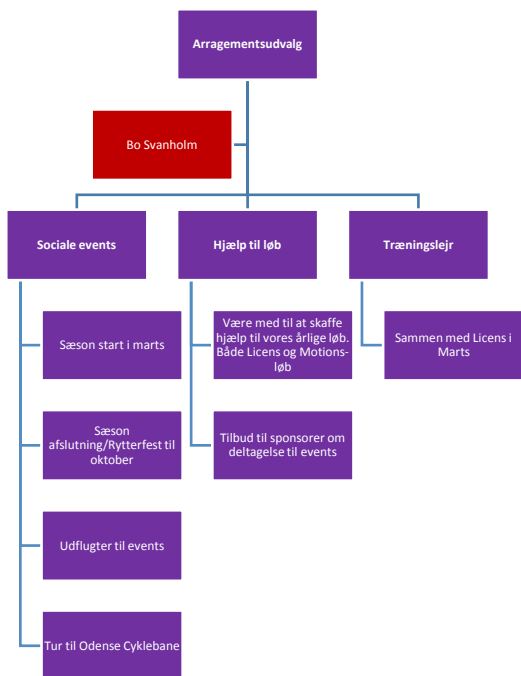 Arragementsudvalg
Bo Svanholm
Sociale events
Hjælp til løb
Træningslejr
Sæson start i marts
Være med til at skaffe
hjælp til vores årlige løb.
Både Licens og Motions-
løb
Sammen med Licens i
Marts
Sæson
afslutning/Rytterfest til
oktober
Tilbud til sponsorer om
deltagelse til events
Udflugter til events
Tur til Odense Cyklebane